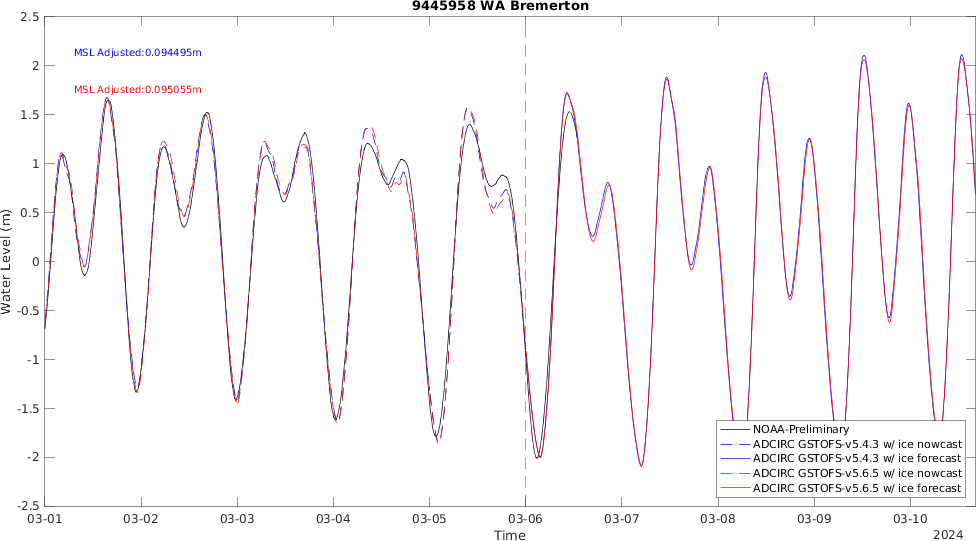 9445958 WA Bremerton
MSL Adjusted:0.094495m
MSL Adjusted:0.095055m
Water Level (m)
2.5
2
1.5
1
0.5
0
-0.5
-1
-1.5
-2
-2.5
NOAA-Preliminary
ADCIRC GSTOFS-v5.4.3 w/ ice nowcast
ADCIRC GSTOFS-v5.4.3 w/ ice forecast
ADCIRC GSTOFS-v5.6.5 w/ ice nowcast
ADCIRC GSTOFS-v5.6.5 w/ ice forecast
03-01 03-02 03-03 03-04 03-05 03-06 03-07 03-08 03-09 03-10
Time
2024